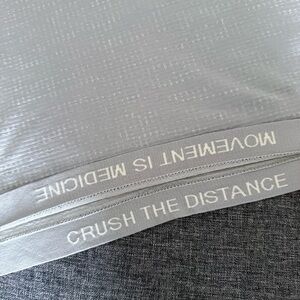 MOVEMENT IS MEDICINE
CRUSH THE DISTANCE